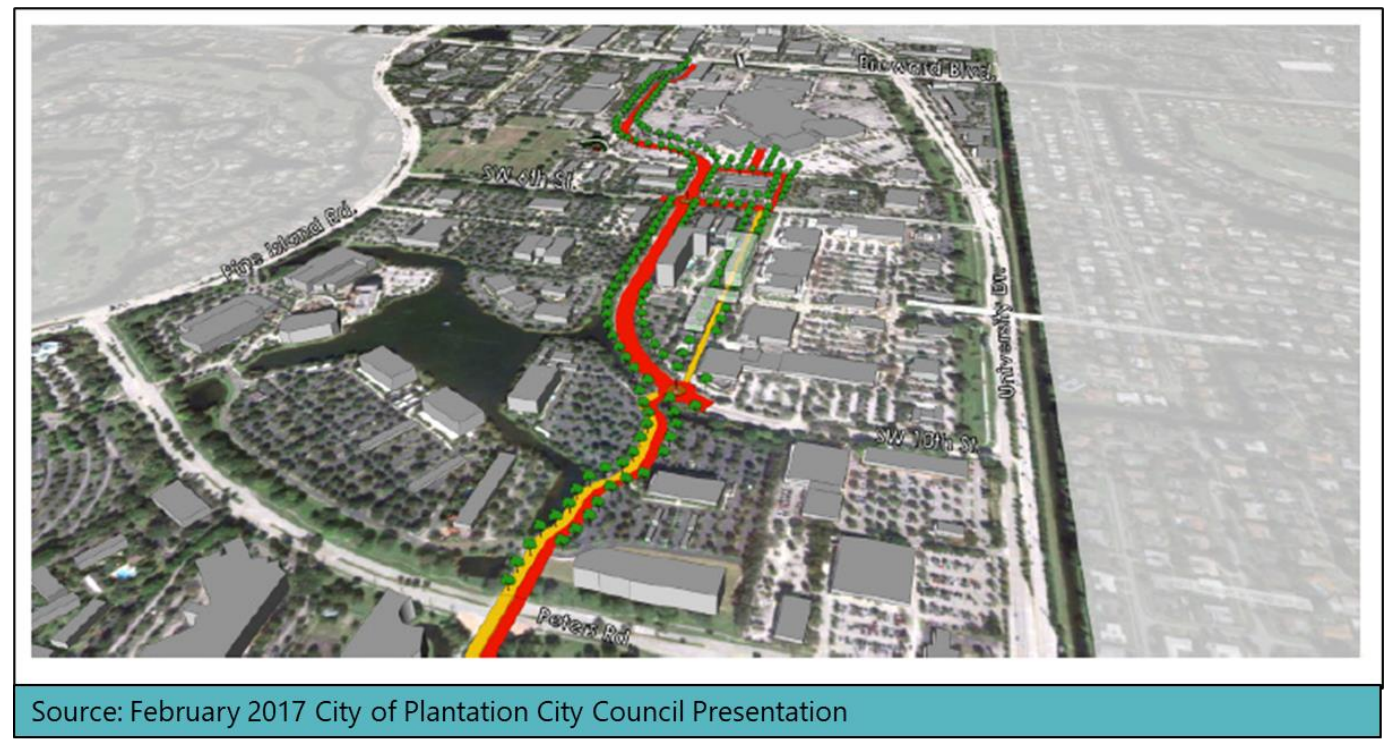 Broward Blvd.
SW 6th St.
Pine Island Rd.
University Dr.
SW 10th St.
Peters Rd
Source: February 2017 City of Plantation City Council Presentation